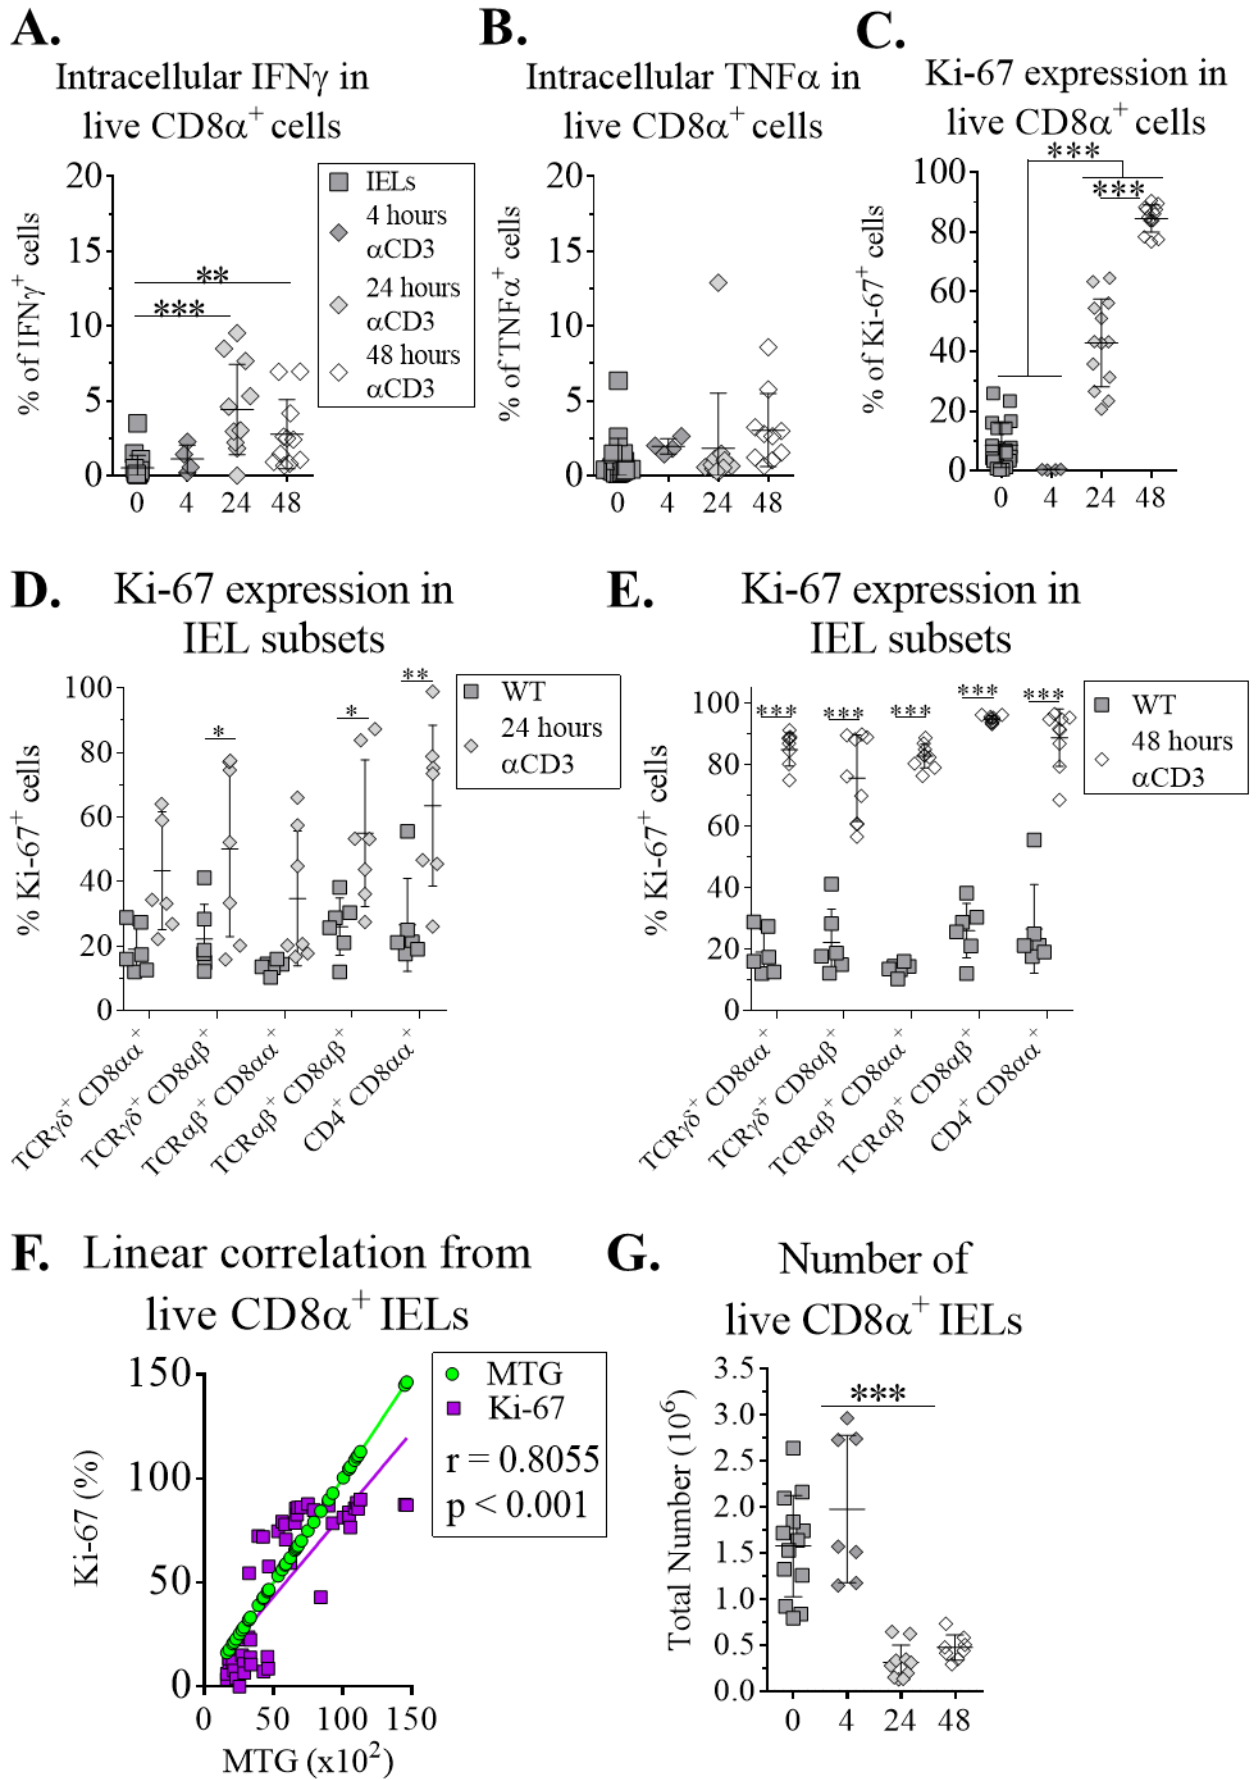 A.
Intracellular IFNγ in
live CD8α⁺ cells
% of IFNγ⁺ cells
20
15
10
5
0
***
**
0 4 24 48
IELs
4 hours
αCD3
24 hours
αCD3
48 hours
αCD3
B.
Intracellular TNFα in
live CD8α⁺ cells
% of TNFα⁺ cells
20
15
10
5
0
0 4 24 48
C.
Ki-67 expression in
live CD8α⁺ cells
% of Ki-67⁺ cells
100
80
60
40
20
0
***
***
0 4 24 48
D.
Ki-67 expression in
IEL subsets
% Ki-67⁺ cells
100
80
60
40
20
0
*
*
**
WT
24 hours
αCD3
TCRγδ⁺ CD8αα⁺
TCRγδ⁺ CD8αβ⁺
TCRαβ⁺ CD8αα⁺
TCRαβ⁺ CD8αβ⁺
CD4⁺ CD8αα⁺
E.
Ki-67 expression in
IEL subsets
% Ki-67⁺ cells
100
80
60
40
20
0
***
***
***
***
***
WT
48 hours
αCD3
TCRγδ⁺ CD8αα⁺
TCRγδ⁺ CD8αβ⁺
TCRαβ⁺ CD8αα⁺
TCRαβ⁺ CD8αβ⁺
CD4⁺ CD8αα⁺
F.
Linear correlation from
live CD8α⁺ IELs
Ki-67 (%)
150
100
50
0
0 50 100 150
MTG (x10²)
MTG
Ki-67
r = 0.8055
p < 0.001
G.
Number of
live CD8α⁺ IELs
Total Number (10⁶)
3.5
3.0
2.5
2.0
1.5
1.0
0.5
0.0
***
0 4 24 48